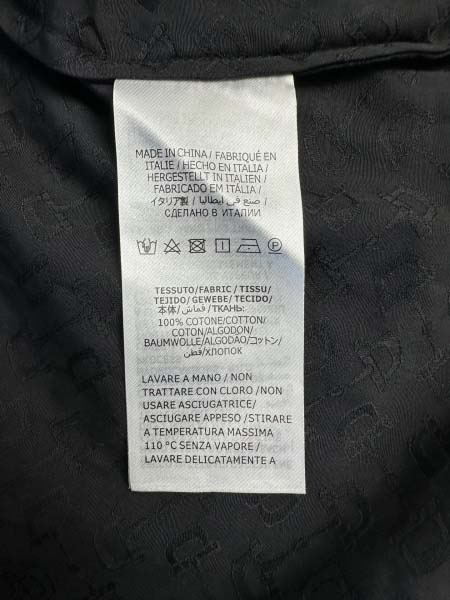 MADE IN CHINA / FABRIQUÉ EN
ITALIE / HECHO EN ITALIA /
HERGESTELLT IN ITALIEN /
FABRICADO EM ITÁLIA /
イタリア製 / صنع في ايطاليا /
СДЕЛАНО В ИТАЛИИ
TESSUTO/FABRIC / TISSU/
TEJIDO/ GEWEBE/ TECIDO/
本体/ قماش/ ТКАНЬ:
100% COTONE/COTTON/
COTON/ALGODON/
BAUMWOLLE/ALGODAO/コットン/
قطن/ХЛОПОК
LAVARE A MANO / NON
TRATTARE CON CLORO / NON
USARE ASCIUGATRICE/
ASCIUGARE APPESO /STIRARE
A TEMPERATURA MASSIMA
110 °C SENZA VAPORE /
LAVARE DELICATAMENTE A